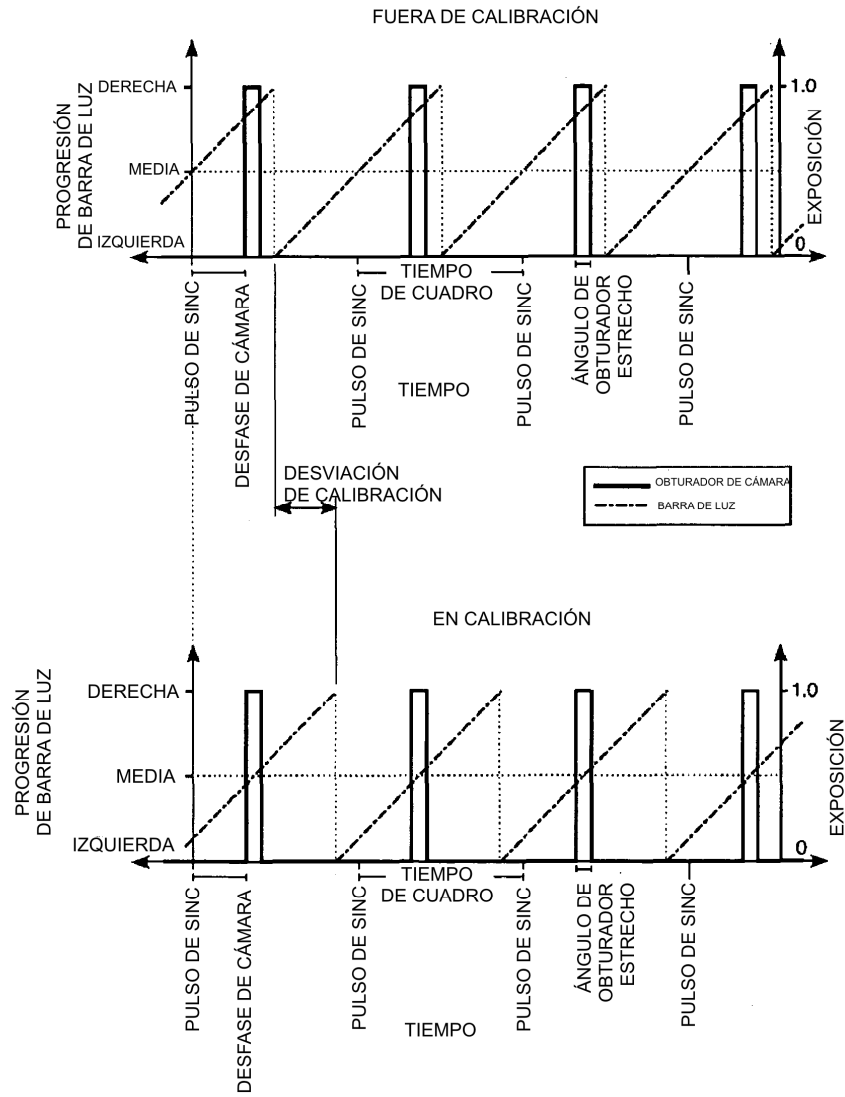 FUERA DE CALIBRACIÓN
PROGRESIÓN
DE BARRA DE LUZ
DERECHA
MEDIA
IZQUIERDA
1.0
EXPOSICIÓN
0
PULSO DE SINC
DESFASE DE CÁMARA
PULSO DE SINC
TIEMPO
DE CUADRO
PULSO DE SINC
ÁNGULO DE
OBTURADOR
ESTRECHO
PULSO DE SINC
TIEMPO
DESVIACIÓN
DE CALIBRACIÓN
OBTURADOR DE CÁMARA
BARRA DE LUZ
EN CALIBRACIÓN
PROGRESIÓN
DE BARRA DE LUZ
DERECHA
MEDIA
IZQUIERDA
1.0
EXPOSICIÓN
0
PULSO DE SINC
DESFASE DE CÁMARA
PULSO DE SINC
TIEMPO
DE CUADRO
PULSO DE SINC
ÁNGULO DE
OBTURADOR
ESTRECHO
PULSO DE SINC
TIEMPO